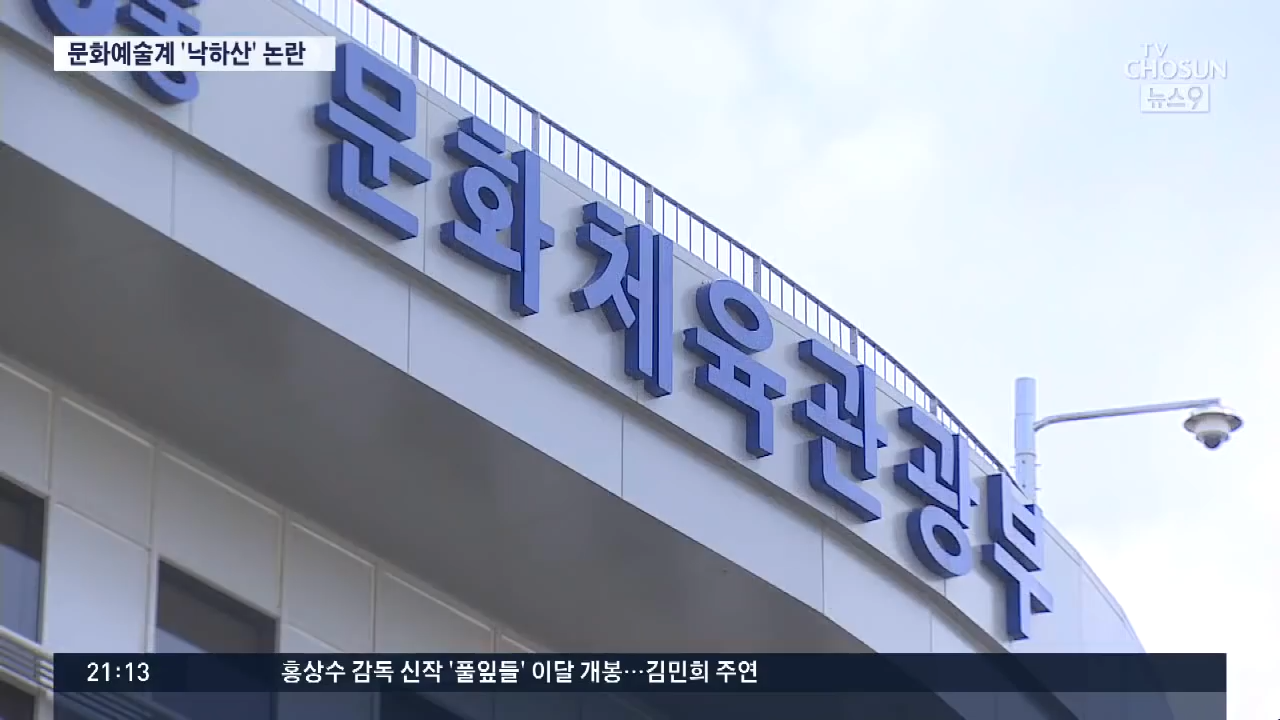 문화예술계 '낙하산' 논란
TV
CHOSUN
뉴스9
동 문화체육관광부
21:13 홍상수 감독 신작 '풀잎들' 이달 개봉…김민희 주연